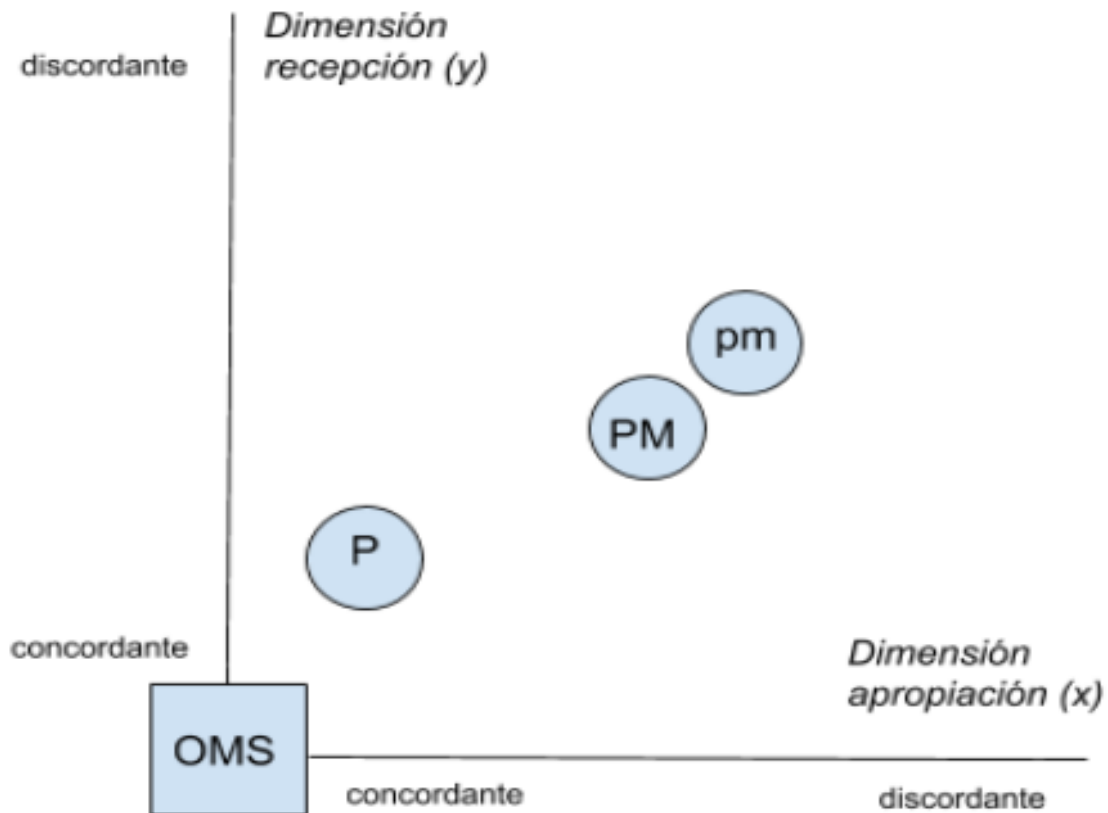 Dimensión
recepción (y)
discordante
pm
PM
P
concordante
Dimensión
apropiación (x)
OMS
concordante
discordante